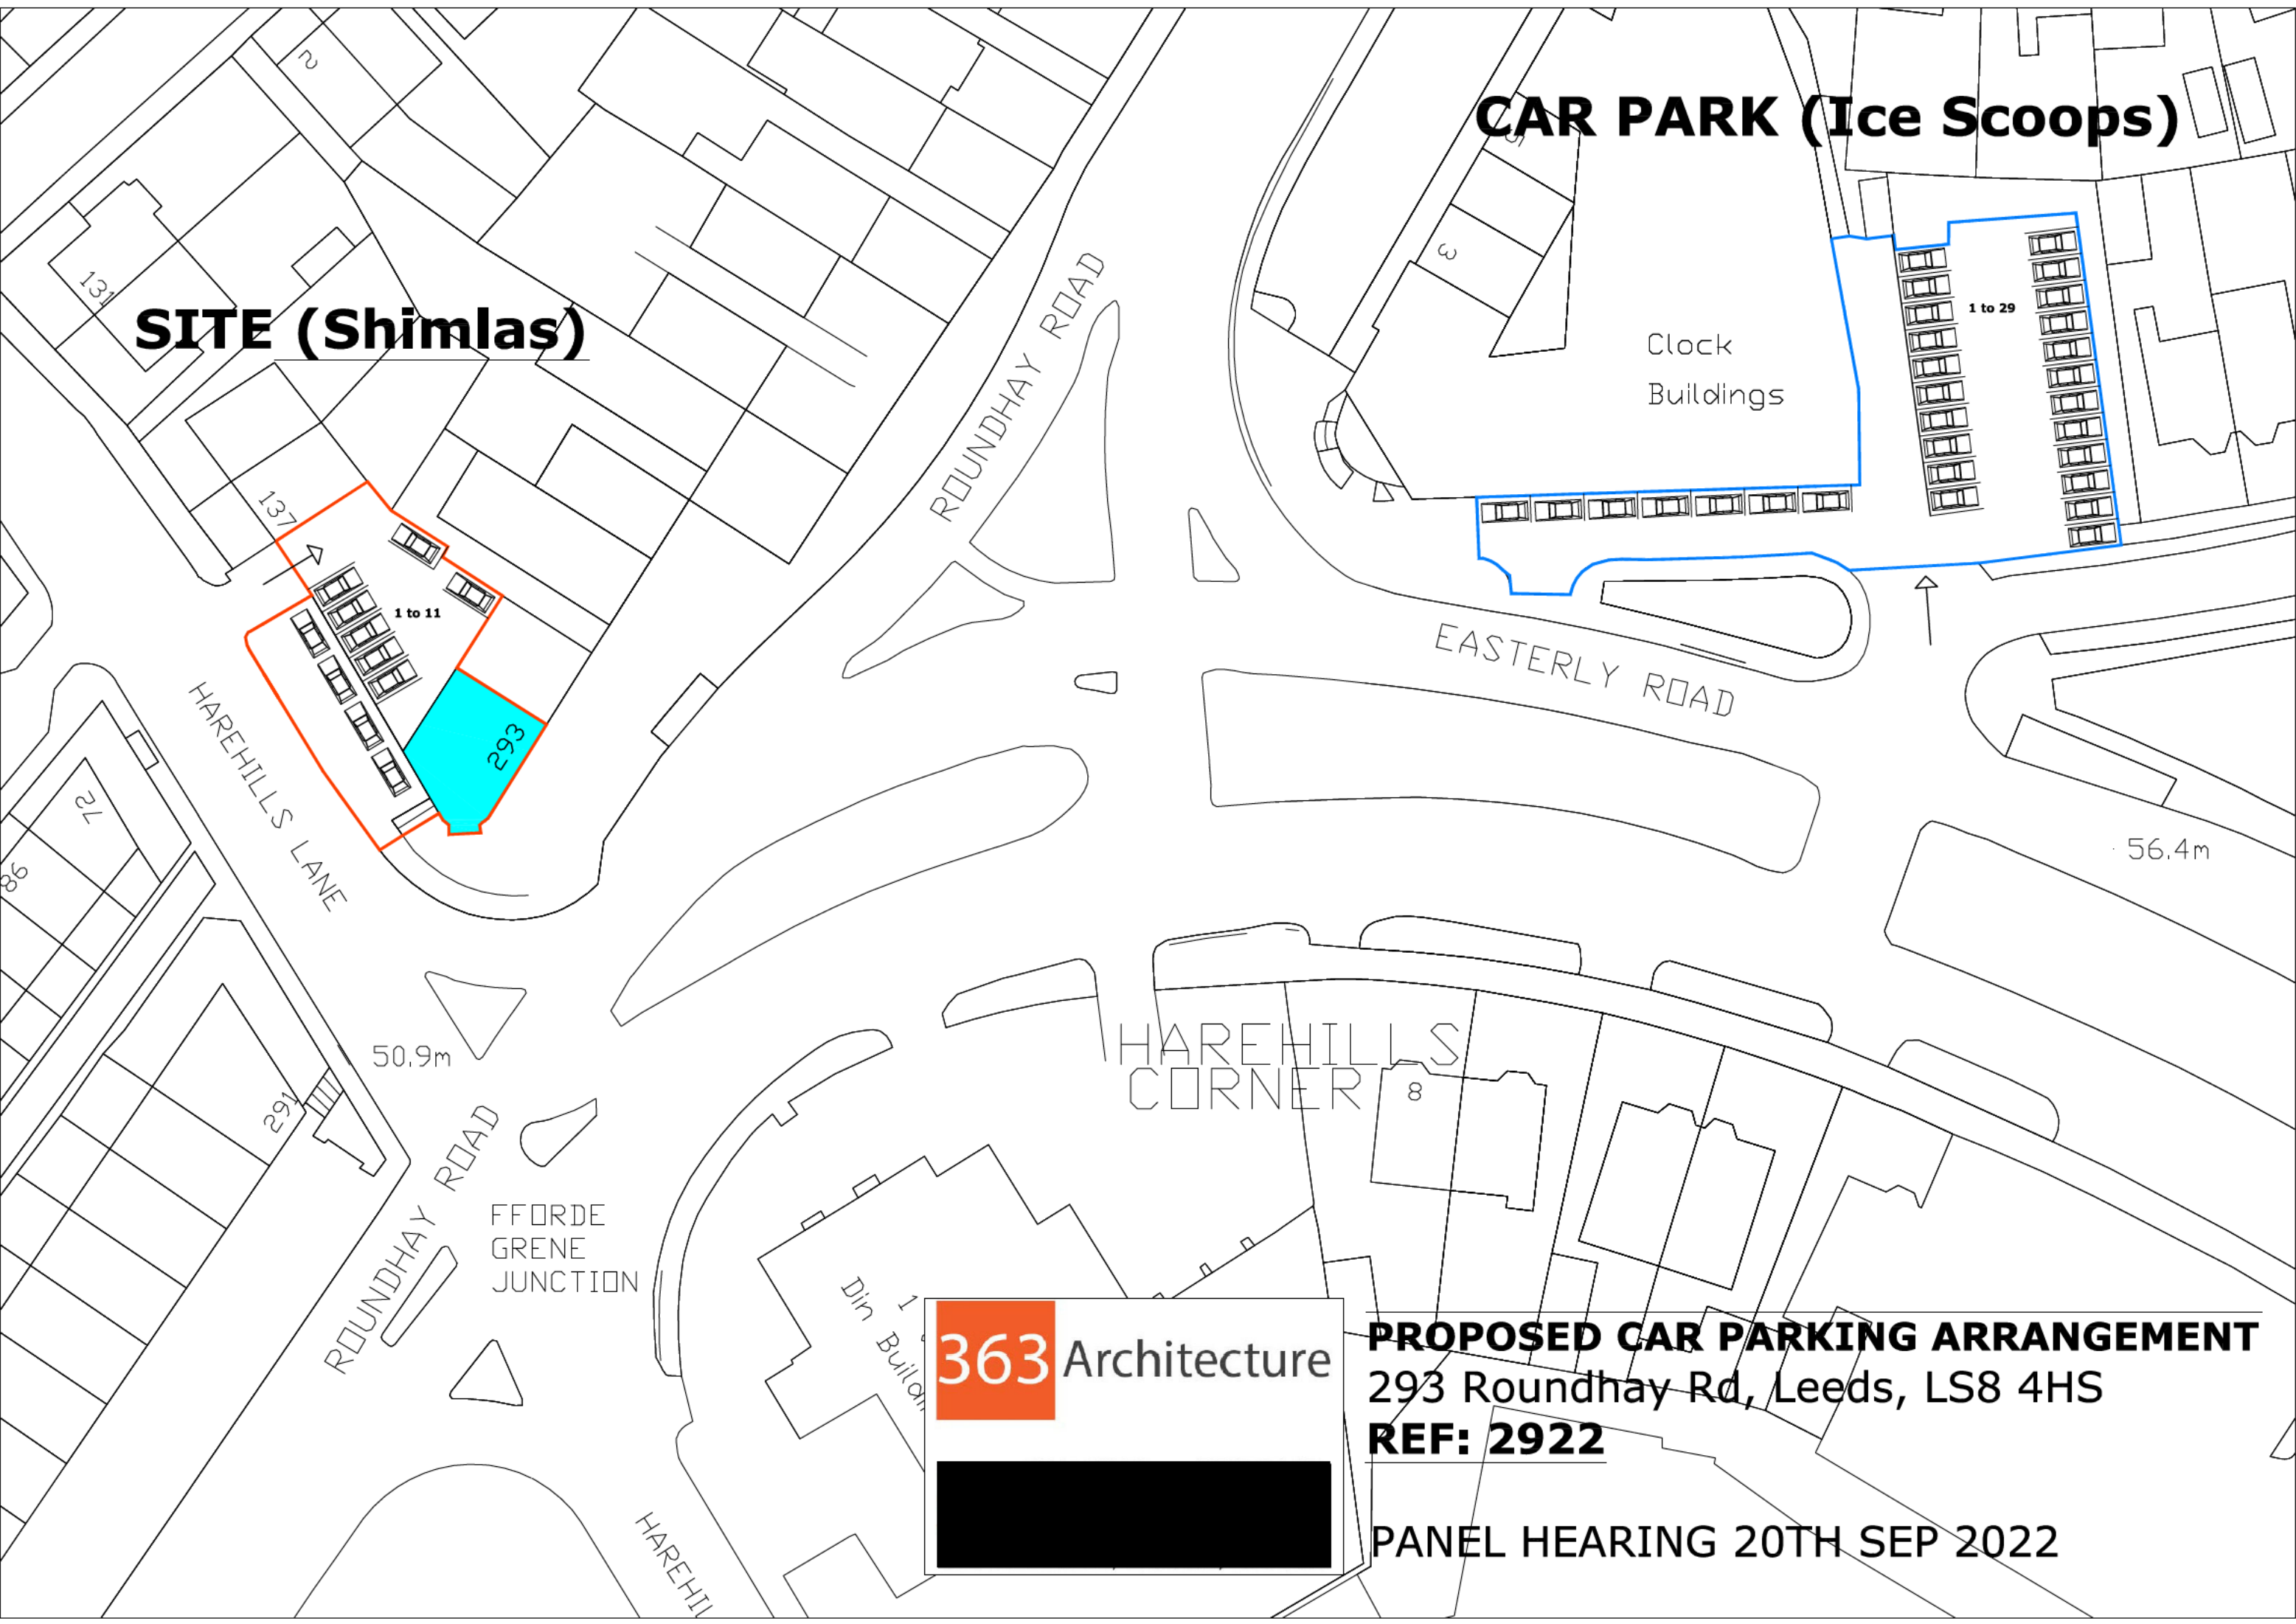 CAR PARK (Ice Scoops)
SITE (Shimlas)
2
131
137
5
3
1 to 29
Clock
Buildings
ROUNDHAY ROAD
1 to 11
EASTERLY ROAD
293
HAREHILLS LANE
72
86
56.4m
HAREHILLS
CORNER
50.9m
8
291
ROUNDHAY ROAD
FFORDE
GRENE
JUNCTION
1
Din
363 Architecture
PROPOSED CAR PARKING ARRANGEMENT
293 Roundhay Rd, Leeds, LS8 4HS
REF: 2922
PANEL HEARING 20TH SEP 2022